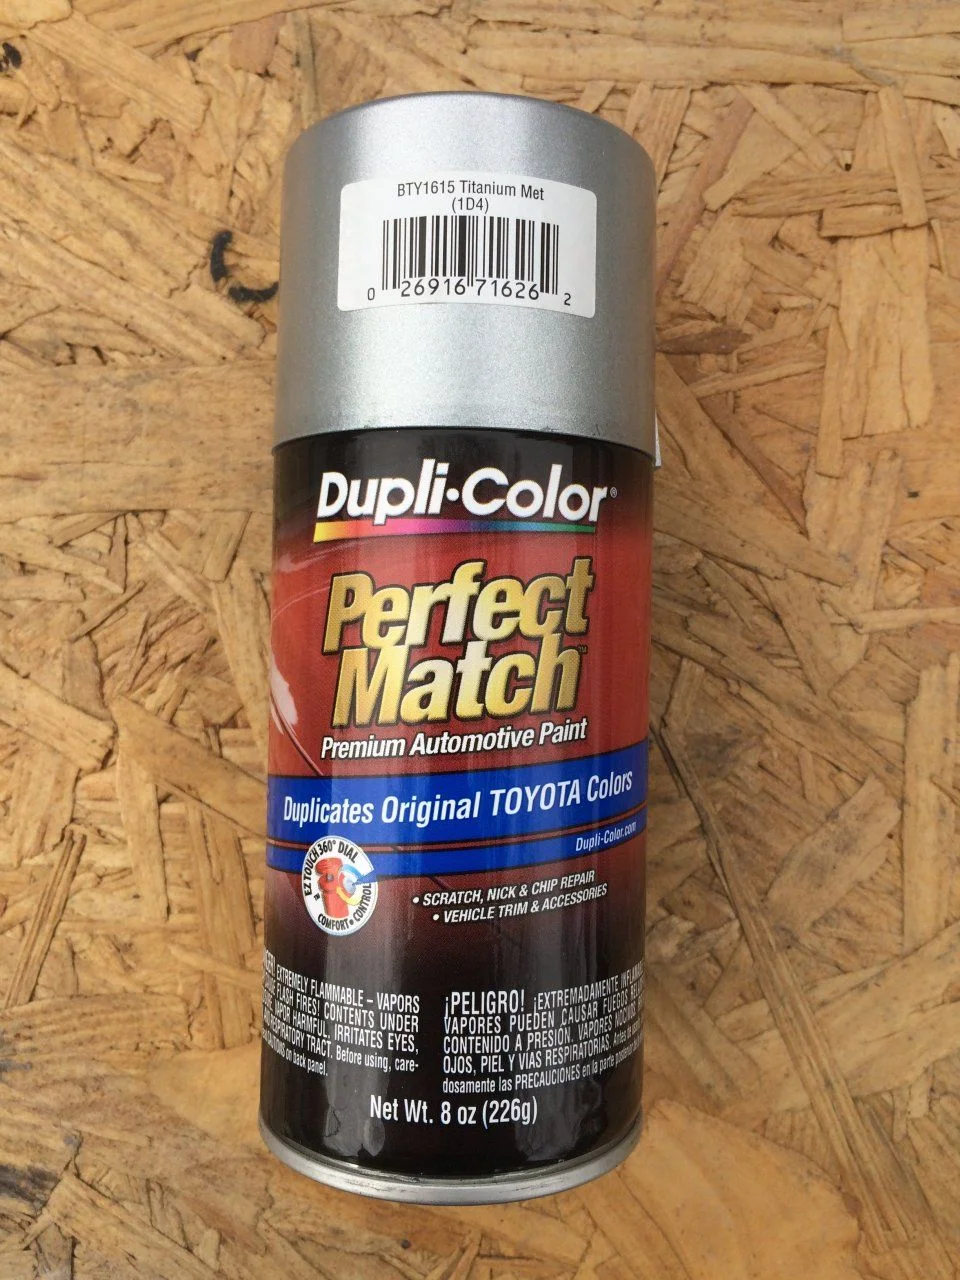 BTY1615 Titanium Met
(1D4)
0 26916 71626 2
Dupli·Color®
Perfect
Match™
Premium Automotive Paint
Duplicates Original TOYOTA Colors
Dupli-Color.com
EZ TOUCH 360° DIAL
COMFORT • CONTROL
• SCRATCH, NICK & CHIP REPAIR
• VEHICLE TRIM & ACCESSORIES
EXTREMELY FLAMMABLE – VAPORS
FLASH FIRES! CONTENTS UNDER
VAPOR HARMFUL. IRRITATES EYES,
RESPIRATORY TRACT. Before using, care-
on back panel.
¡PELIGRO! ¡EXTREMADAMENTE
VAPORES PUEDEN CAUSAR FUEGOS
CONTENIDO A PRESIÓN. VAPORES
OJOS, PIEL Y VIAS RESPIRATORIAS.
dosamente las PRECAUCIONES en la parte
Net Wt. 8 oz (226g)